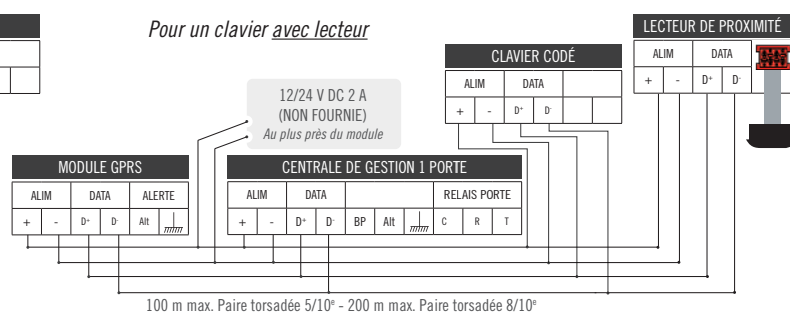 Pour un clavier avec lecteur
LECTEUR DE PROXIMITÉ
ALIM DATA
+ - D+ D-
CLAVIER CODÉ
ALIM DATA
+ - D+ D-
12/24 V DC 2 A
(NON FOURNIE)
Au plus près du module
MODULE GPRS
ALIM DATA ALERTE
+ - D+ D- Alt
CENTRALE DE GESTION 1 PORTE
ALIM DATA RELAIS PORTE
+ - D+ D- BP Alt C R T
100 m max. Paire torsadée 5/10e - 200 m max. Paire torsadée 8/10e